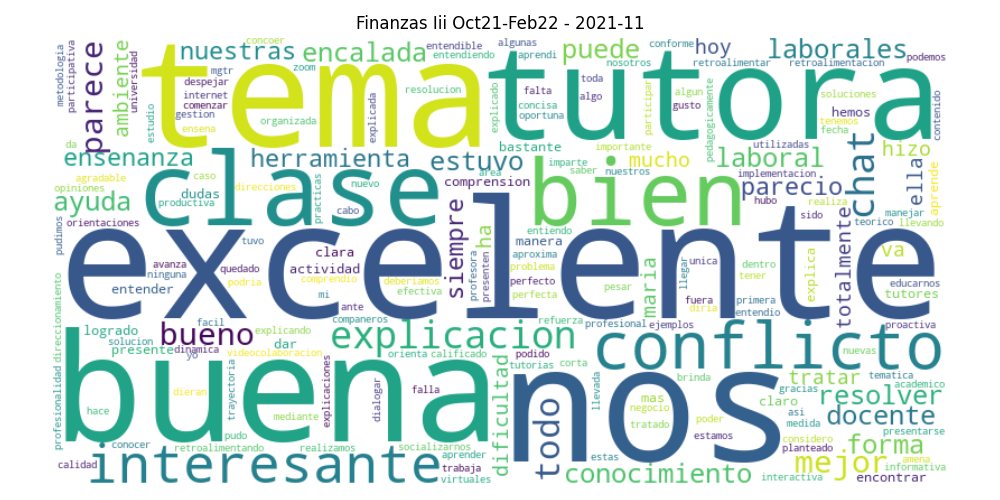 Finanzas Iii Oct21-Feb22 - 2021-11
tema
tutora
clase
bien
excelente
buena
nos
conflicto
interesante
explicacion
bueno
nuestras
encalada
puede
hoy
laborales
parece
ambiente
metodologia
participativa
universidad
concoer
entendible
entendiendo
algunas
aprendi
conforme
nosotros
retroalimentar
retroalimentacion
podemos
mgtr
zoom
despejar
internet
comenzar
gestion
ensena
estudio
organizada
explicada
resolucion
explicado
falta
toda
algo
concisa
oportuna
participar
algun
gusto
pedagogicamente
soluciones
hemos
tenemos
fecha
contenido
da
ensenanza
herramienta
estuvo
bastante
importante
mucho
utilizadas
laboral
chat
hizo
ella
aprende
agradable
opiniones
caso
dudas
productiva
direcciones
practicas
nuevo
cabo
comprension
area
imparte
saber
nuestros
implementacion
parecio
hubo
realiza
ayuda
orientaciones
pudimos
siempre
ha
entiendo
manera
aproxima
sido
teorico
manejar
llevando
totalmente
va
tutores
educarnos
proactiva
tuvo
clara
actividad
avanza
ninguna
quedado
podria
comprendio
deberiamos
efectiva
mi
ante
entender
profesora
presenten
problema
perfecto
perfecta
pesar
maria
llegar
unica
fuera
diria
dentro
tener
primera
entendio
explica
direccionamiento
profesionalidad
logrado
solucion
presente
dinamica
facil
yo
explicando
videocolaboracion
dar
companeros
refuerza
profesional
ejemplos
nuevas
orienta
calificado
dificultad
podido
tutorias
corta
llevada
brinda
tratar
gracias
tematica
academico
resolver
docente
presentarse
hace
dieran
trayectoria
mediante
explicaciones
dialogar
falla
todo
mas
negocio
tratado
poder
estamos
claro
asi
medida
considero
planteado
forma
amena
informativa
calidad
conocer
retroalimentando
pudo
realizamos
socializarnos
aprender
trabaja
virtuales
estas
conocimiento
interactiva
mejor
encontrar